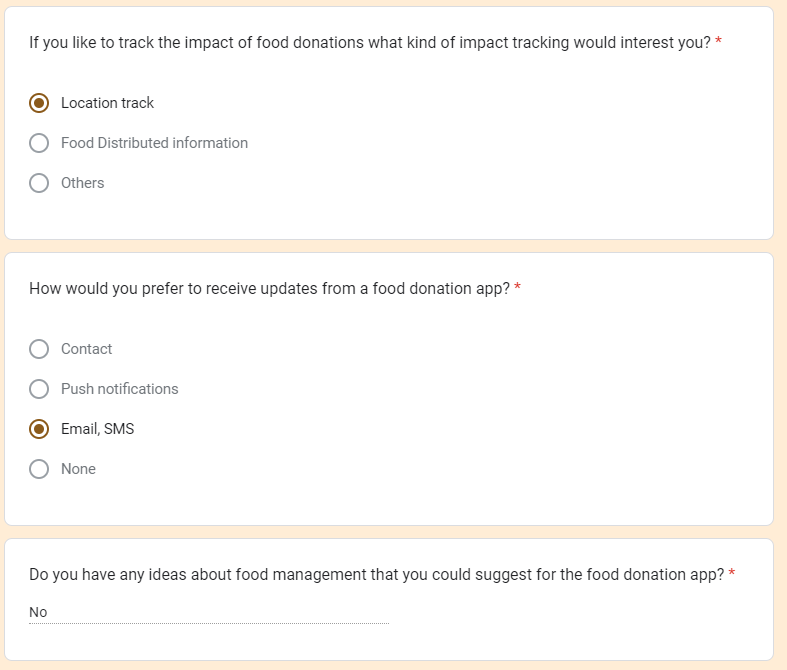 If you like to track the impact of food donations what kind of impact tracking would interest you? *
Location track
Food Distributed information
Others
How would you prefer to receive updates from a food donation app? *
Contact
Push notifications
Email, SMS
None
Do you have any ideas about food management that you could suggest for the food donation app? *
No